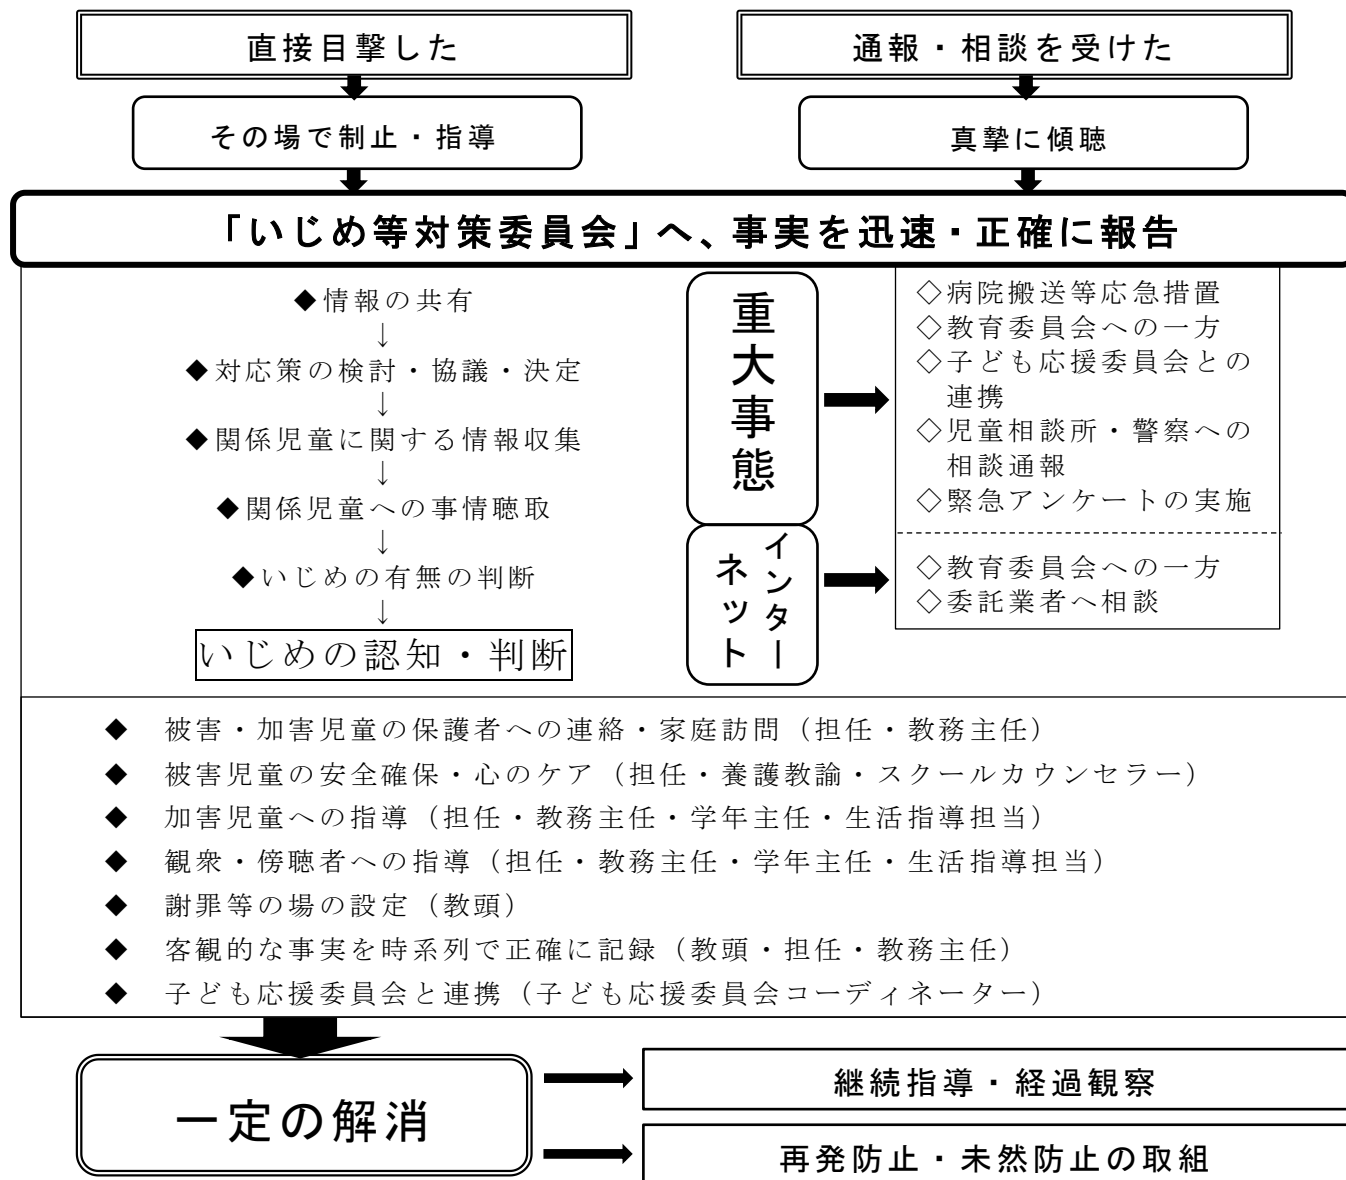 直接目撃した
通報・相談を受けた
その場で制止・指導
真摯に傾聴
「いじめ等対策委員会」へ、事実を迅速・正確に報告
◆情報の共有
↓
◆対応策の検討・協議・決定
↓
◆関係児童に関する情報収集
↓
◆関係児童への事情聴取
↓
◆いじめの有無の判断
↓
いじめの認知・判断
重大事態
◇病院搬送等応急措置
◇教育委員会への一方
◇子ども応援委員会との
連携
◇児童相談所・警察への
相談通報
◇緊急アンケートの実施
インター
ネット
◇教育委員会への一方
◇委託業者へ相談
◆ 被害・加害児童の保護者への連絡・家庭訪問（担任・教務主任）
◆ 被害児童の安全確保・心のケア（担任・養護教諭・スクールカウンセラー）
◆ 加害児童への指導（担任・教務主任・学年主任・生活指導担当）
◆ 観衆・傍聴者への指導（担任・教務主任・学年主任・生活指導担当）
◆ 謝罪等の場の設定（教頭）
◆ 客観的な事実を時系列で正確に記録（教頭・担任・教務主任）
◆ 子ども応援委員会と連携（子ども応援委員会コーディネーター）
一定の解消
継続指導・経過観察
再発防止・未然防止の取組